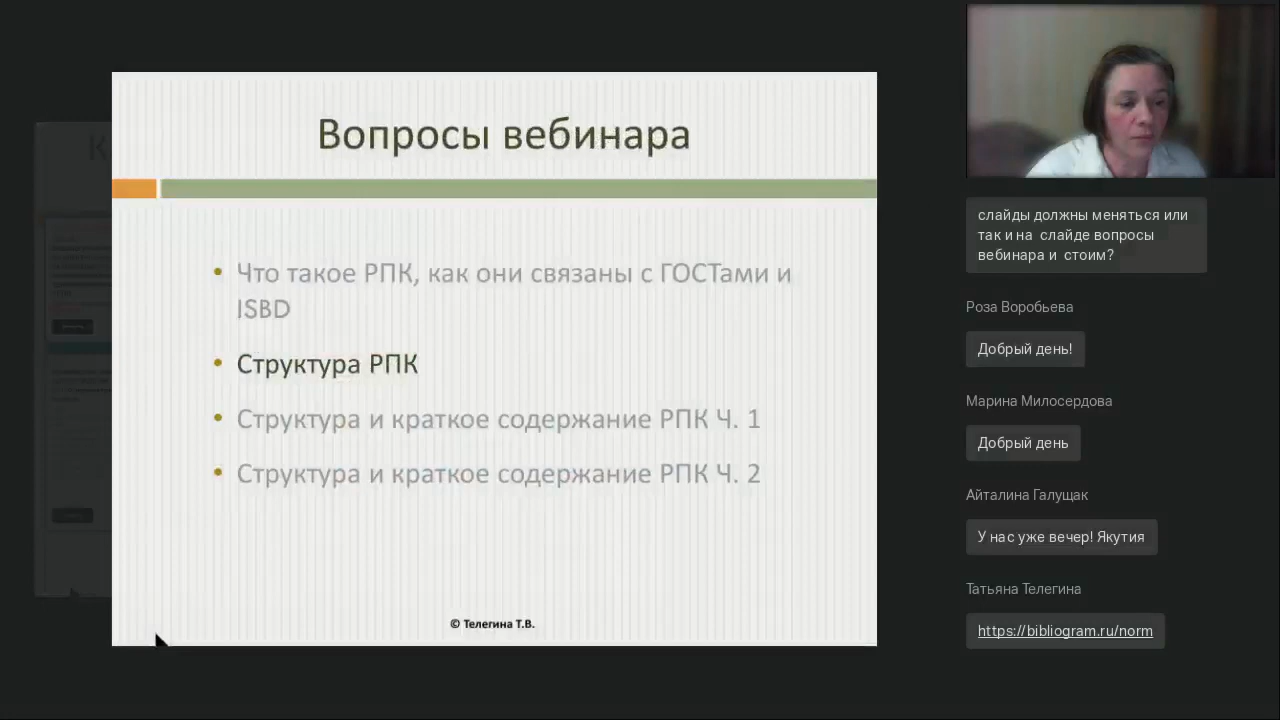 Вопросы вебинара
Что такое РПК, как они связаны с ГОСТами и
ISBD
Структура РПК
Структура и краткое содержание РПК Ч. 1
Структура и краткое содержание РПК Ч. 2
© Телегина Т.В.
слайды должны меняться или
так и на слайде вопросы
вебинара и стоим?
Роза Воробьева
Добрый день!
Марина Милосердова
Добрый день
Айталина Галущак
У нас уже вечер! Якутия
Татьяна Телегина
https://bibliogram.ru/norm